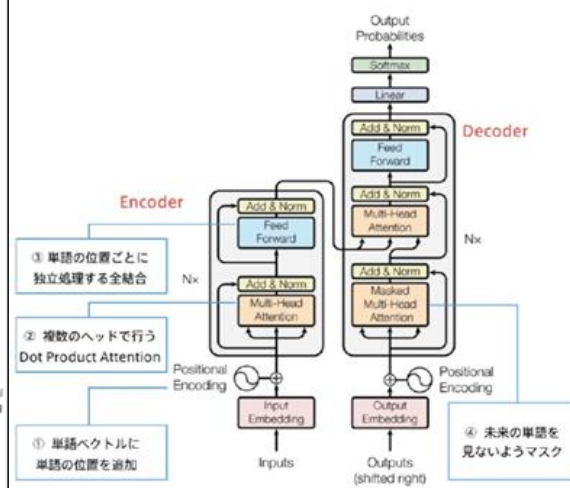 Output
Probabilities
Softmax
Linear
Decoder
Add & Norm
Feed
Forward
Add & Norm
Multi-Head
Attention
Nx
Add & Norm
Masked
Multi-Head
Attention
Positional
Encoding
Output
Embedding
Outputs
(shifted right)
Encoder
Add & Norm
Feed
Forward
Nx
Add & Norm
Multi-Head
Attention
Positional
Encoding
Input
Embedding
Inputs
③ 単語の位置ごとに
独立処理する全結合
② 複数のヘッドで行う
Dot Product Attention
① 単語ベクトルに
単語の位置を追加
④ 未来の単語を
見ないようマスク